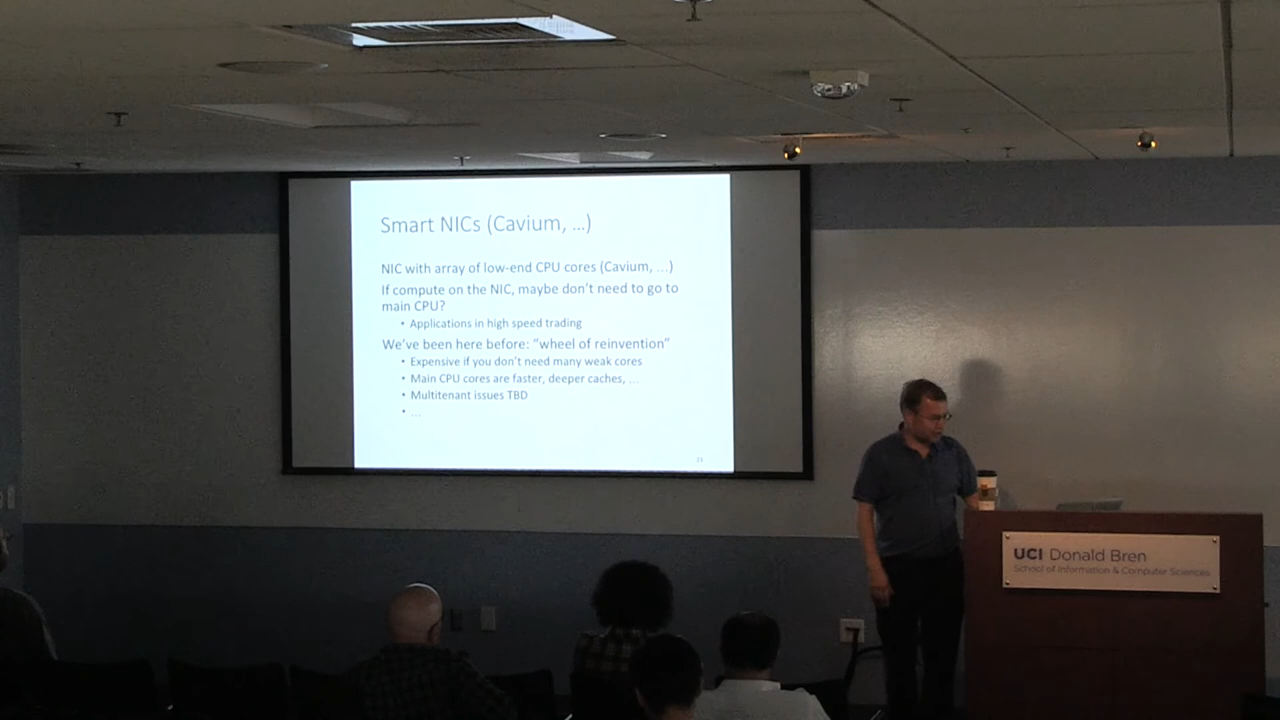 Smart NICs (Cavium, ...)
NIC with array of low-end CPU cores (Cavium, ...)
If compute on the NIC, maybe don't need to go to
main CPU?
• Applications in high speed trading
We've been here before: "wheel of reinvention"
• Expensive if you don't need many weak cores
• Main CPU cores are faster, deeper caches, ...
• Multitenant issues TBD
• ...
UCI Donald Bren
School of Information & Computer Sciences